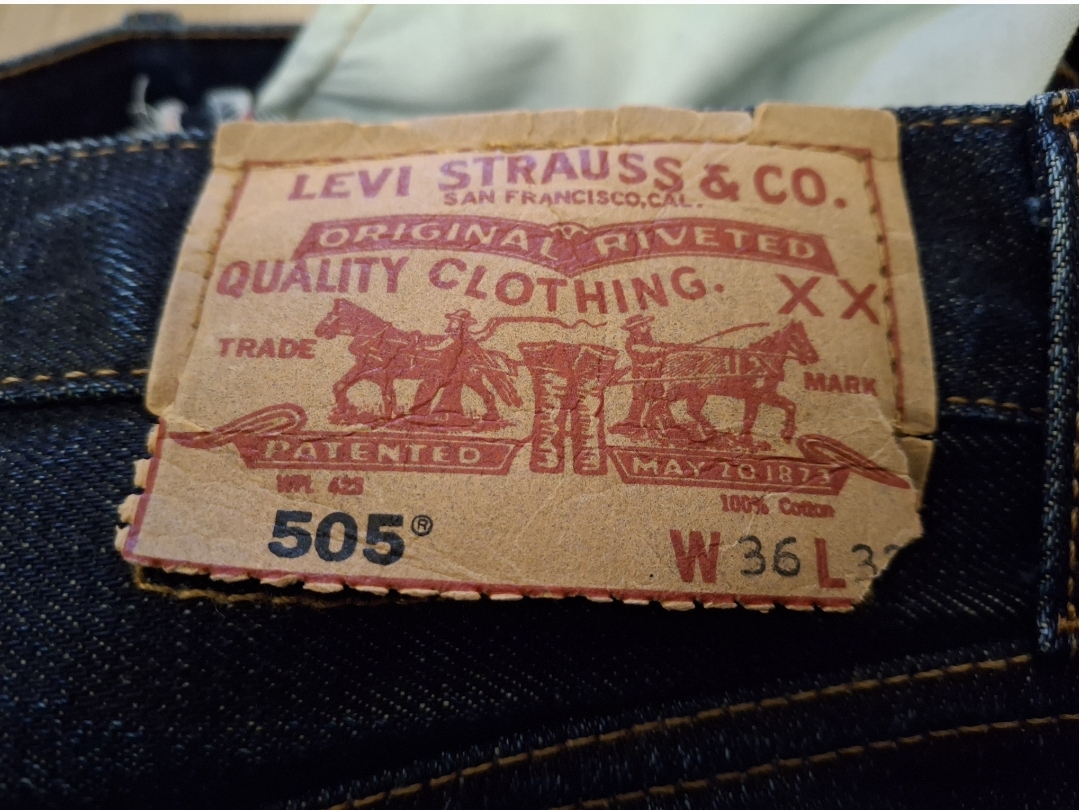 LEVI STRAUSS & CO.
SAN FRANCISCO, CAL.
ORIGINAL RIVETED
QUALITY CLOTHING. XX
TRADE MARK
PATENTED MAY 20 1873
WPL 423
100% Cotton
505®
W 36 L